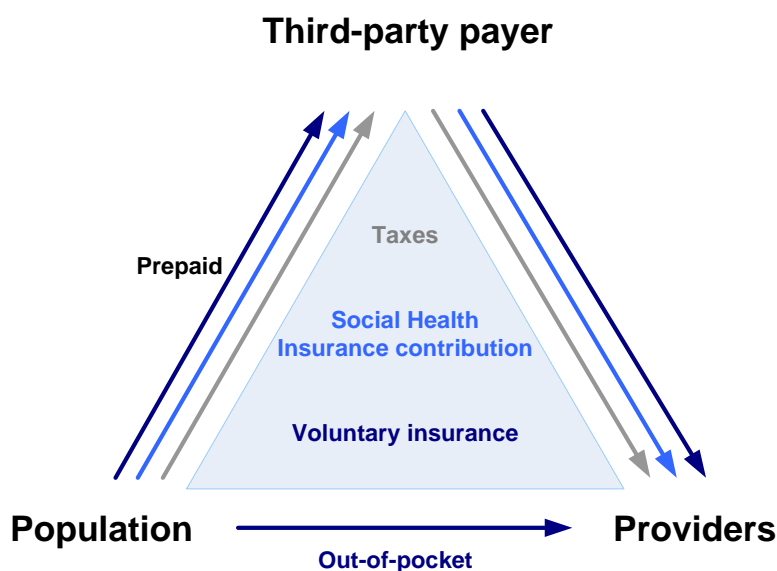 Third-party payer
Taxes
Prepaid
Social Health
Insurance contribution
Voluntary insurance
Population
Providers
Out-of-pocket